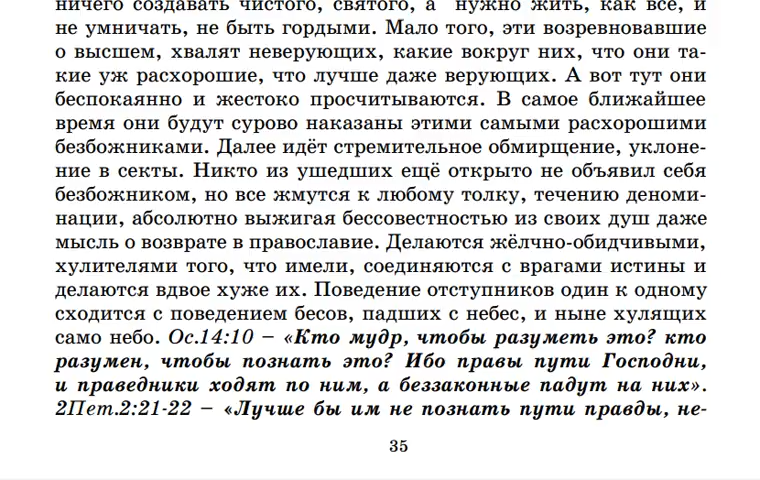 ничего создавать чистого, святого, а нужно жить, как все, и
не умничать, не быть гордыми. Мало того, эти возревновавшие
о высшем, хвалят неверующих, какие вокруг них, что они та-
кие уж расхорошие, что лучше даже верующих. А вот тут они
беспокаянно и жестоко просчитываются. В самое ближайшее
время они будут сурово наказаны этими самыми расхорошими
безбожниками. Далее идёт стремительное обмирщение, уклоне-
ние в секты. Никто из ушедших ещё открыто не объявил себя
безбожником, но все жмутся к любому толку, течению деноми-
нации, абсолютно выжигая бессовестностью из своих душ даже
мысль о возврате в православие. Делаются жёлчно-обидчивыми,
хулителями того, что имели, соединяются с врагами истины и
делаются вдвое хуже их. Поведение отступников один к одному
сходится с поведением бесов, падших с небес, и ныне хулящих
само небо. Ос.14:10 – «Кто мудр, чтобы разуметь это? кто
разумен, чтобы познать это? Ибо правы пути Господни,
и праведники ходят по ним, а беззаконные падут на них».
2Пет.2:21-22 – «Лучше бы им не познать пути правды, не-
35